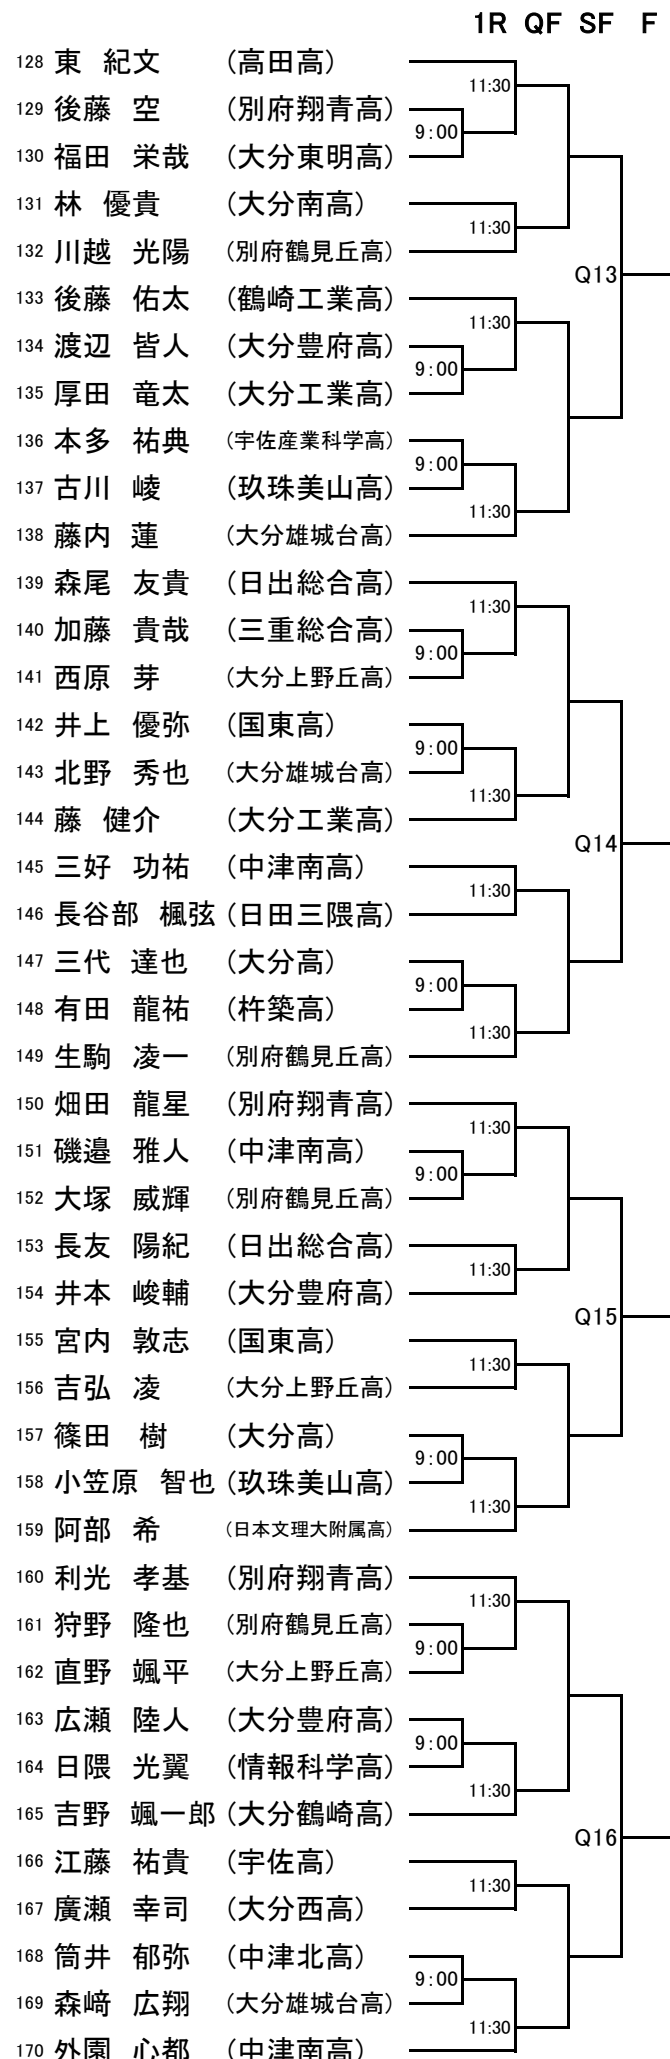 1R QF SF F
128 東 紀文 (高田高)
11:30
129 後藤 空 (別府翔青高)
9:00
130 福田 栄哉 (大分東明高)
131 林 優貴 (大分南高)
11:30
132 川越 光陽 (別府鶴見丘高)
Q13
133 後藤 佑太 (鶴崎工業高)
11:30
134 渡辺 皆人 (大分豊府高)
9:00
135 厚田 竜太 (大分工業高)
136 本多 祐典 (宇佐産業科学高)
9:00
137 古川 崚 (玖珠美山高)
11:30
138 藤内 蓮 (大分雄城台高)
139 森尾 友貴 (日出総合高)
11:30
140 加藤 貴哉 (三重総合高)
9:00
141 西原 芽 (大分上野丘高)
142 井上 優弥 (国東高)
9:00
143 北野 秀也 (大分雄城台高)
11:30
144 藤 健介 (大分工業高)
Q14
145 三好 功祐 (中津南高)
11:30
146 長谷部 楓弦 (日田三隈高)
147 三代 達也 (大分高)
9:00
148 有田 龍祐 (杵築高)
11:30
149 生駒 凌一 (別府鶴見丘高)
150 畑田 龍星 (別府翔青高)
11:30
151 磯邉 雅人 (中津南高)
9:00
152 大塚 威輝 (別府鶴見丘高)
153 長友 陽紀 (日出総合高)
11:30
154 井本 峻輔 (大分豊府高)
Q15
155 宮内 敦志 (国東高)
11:30
156 吉弘 凌 (大分上野丘高)
157 篠田 樹 (大分高)
9:00
158 小笠原 智也 (玖珠美山高)
11:30
159 阿部 希 (日本文理大附属高)
160 利光 孝基 (別府翔青高)
11:30
161 狩野 隆也 (別府鶴見丘高)
9:00
162 直野 颯平 (大分上野丘高)
163 広瀬 陸人 (大分豊府高)
9:00
164 日隈 光翼 (情報科学高)
11:30
165 吉野 颯一郎 (大分鶴崎高)
Q16
166 江藤 祐貴 (宇佐高)
11:30
167 廣瀬 幸司 (大分西高)
168 筒井 郁弥 (中津北高)
9:00
169 森﨑 広翔 (大分雄城台高)
11:30
170 外園 心都 (中津南高)